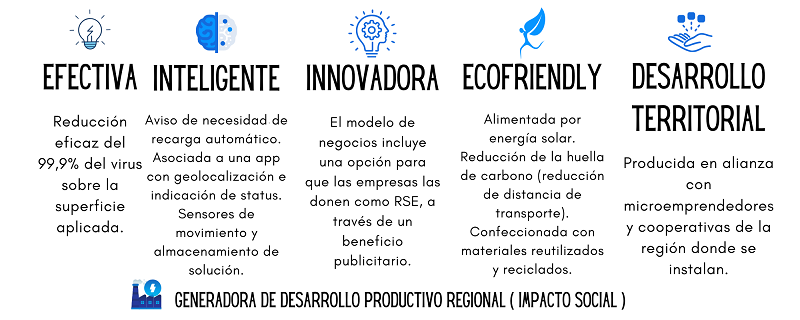 EFECTIVA
Reducción
eficaz del
99,9% del virus
sobre la
superficie
aplicada.
INTELIGENTE
Aviso de necesidad de
recarga automático.
Asociada a una app
con geolocalización e
indicación de status.
Sensores de
movimiento y
almacenamiento de
solución.
INNOVADORA
El modelo de
negocios incluye
una opción para
que las empresas las
donen como RSE, a
través de un
beneficio
publicitario.
ECOFRIENDLY
Alimentada por
energía solar.
Reducción de la huella
de carbono (reducción
de distancia de
transporte).
Confeccionada con
materiales reutilizados
y reciclados.
DESARROLLO
TERRITORIAL
Producida en alianza
con
microemprendedores
y cooperativas de la
región donde se
instalan.
GENERADORA DE DESARROLLO PRODUCTIVO REGIONAL ( IMPACTO SOCIAL )